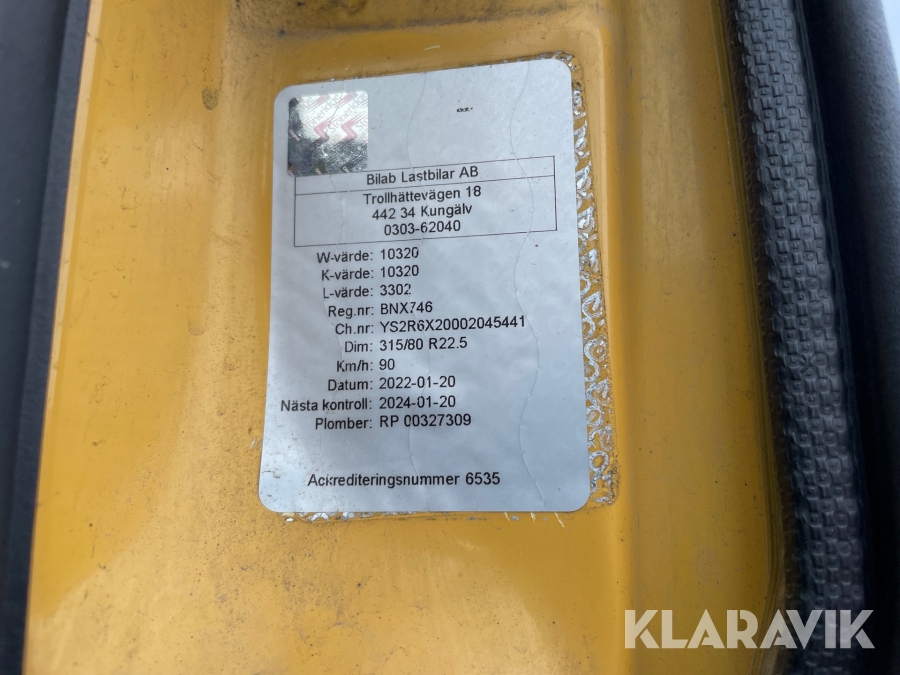 Bilab Lastbilar AB
Trollhättevägen 18
442 34 Kungälv
0303-62040
W-värde: 10320
K-värde: 10320
L-värde: 3302
Reg.nr: BNX746
Ch.nr: YS2R6X20002045441
Dim: 315/80 R22.5
Km/h: 90
Datum: 2022-01-20
Nästa kontroll: 2024-01-20
Plomber: RP 00327309
Ackrediteringsnummer 6535
KLARAVIK